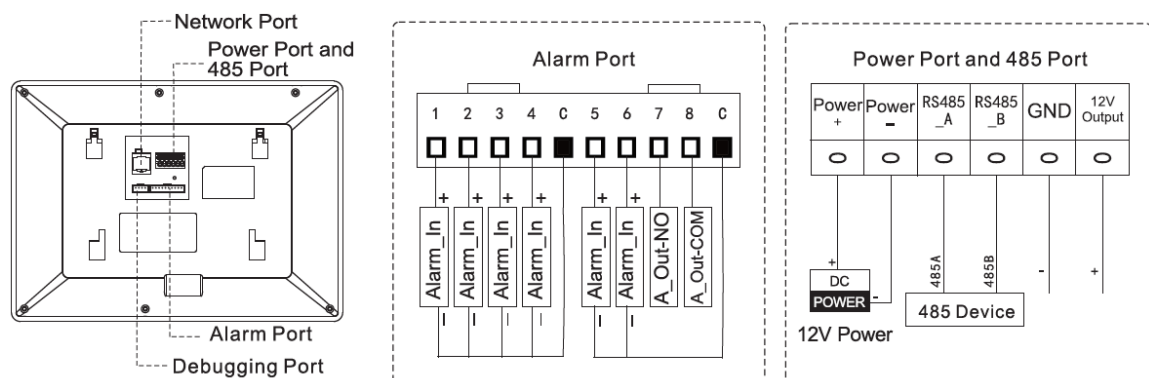 Network Port
Power Port and
485 Port
Alarm Port
Debugging Port
Alarm Port
1 2 3 4 C 5 6 7 8 C
+ + + + + +
Alarm_In Alarm_In Alarm_In Alarm_In Alarm_In Alarm_In A_Out-NO A_Out-COM
- - - - - -
Power Port and 485 Port
Power
+
Power
-
RS485
_A
RS485
_B
GND
12V
Output
+
DC
POWER
-
12V Power
485A
485B
485 Device
-
+